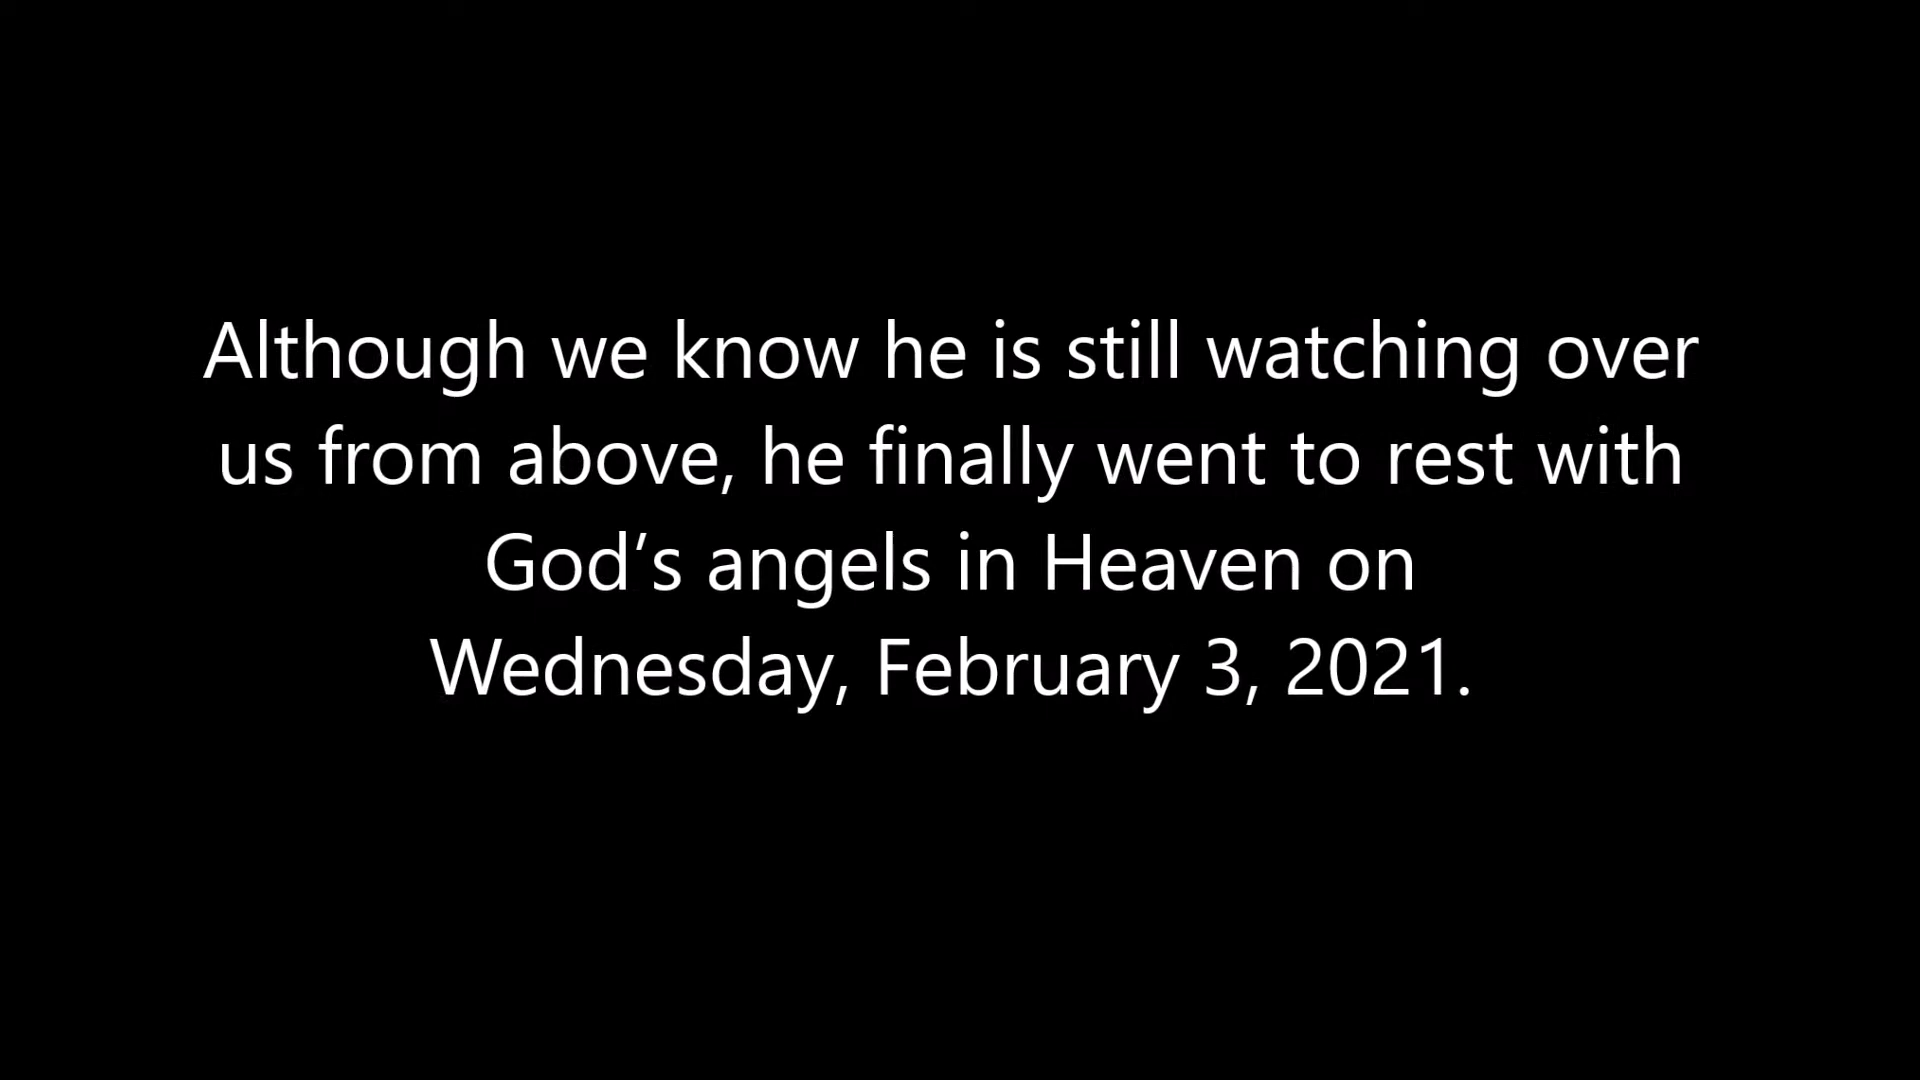 Although we know he is still watching over
us from above, he finally went to rest with
God’s angels in Heaven on
Wednesday, February 3, 2021.